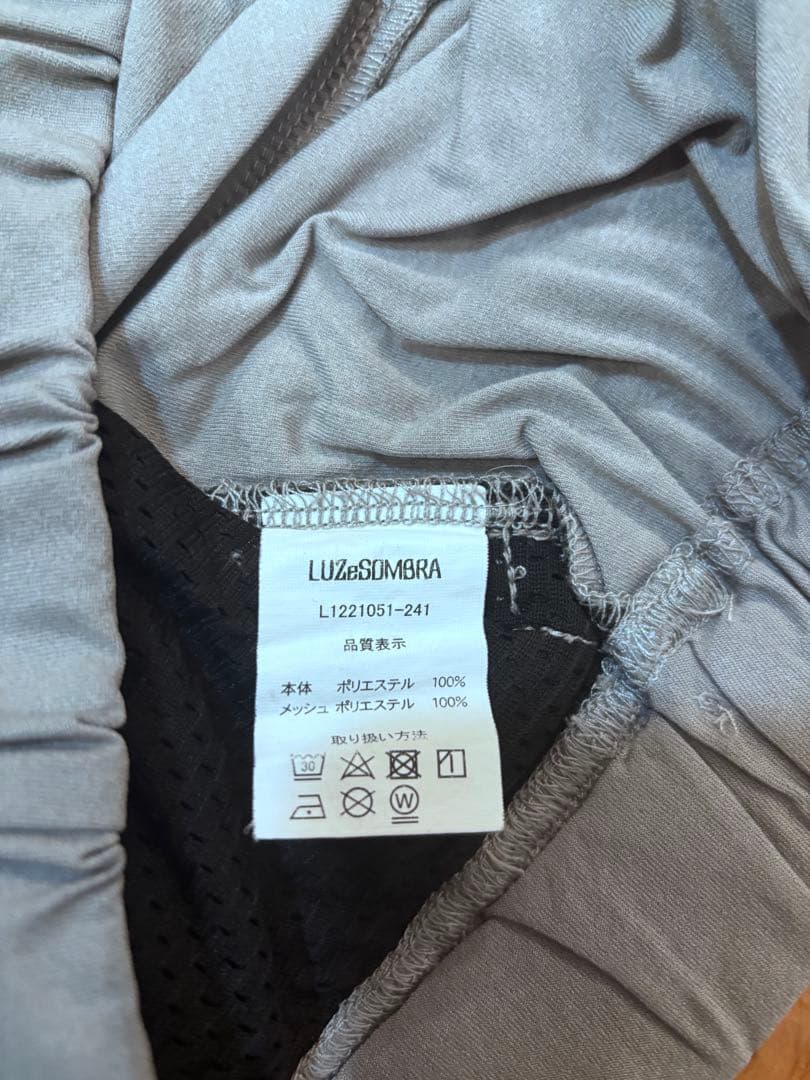 LUZeSOMBRA
L1221051-241
品質表示
本体 ポリエステル 100%
メッシュ ポリエステル 100%
取り扱い方法
30
W